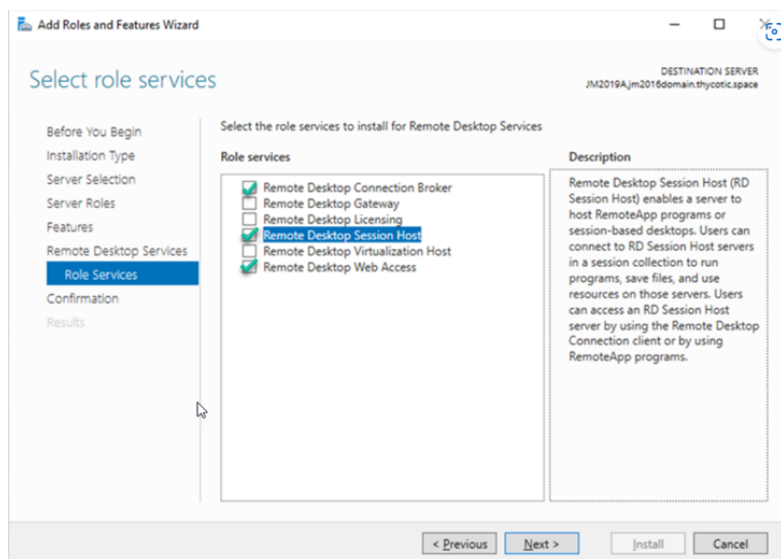 Add Roles and Features Wizard
Select role services
DESTINATION SERVER
JM2019A.jm2016domain.thycotic.space
Before You Begin
Installation Type
Server Selection
Server Roles
Features
Remote Desktop Services
Role Services
Confirmation
Results
Select the role services to install for Remote Desktop Services
Role services
Remote Desktop Connection Broker
Remote Desktop Gateway
Remote Desktop Licensing
Remote Desktop Session Host
Remote Desktop Virtualization Host
Remote Desktop Web Access
Description
Remote Desktop Session Host (RD
Session Host) enables a server to
host RemoteApp programs or
session-based desktops. Users can
connect to RD Session Host servers
in a session collection to run
programs, save files, and use
resources on those servers. Users
can access an RD Session Host
server by using the Remote Desktop
Connection client or by using
RemoteApp programs.
< Previous
Next >
Install
Cancel